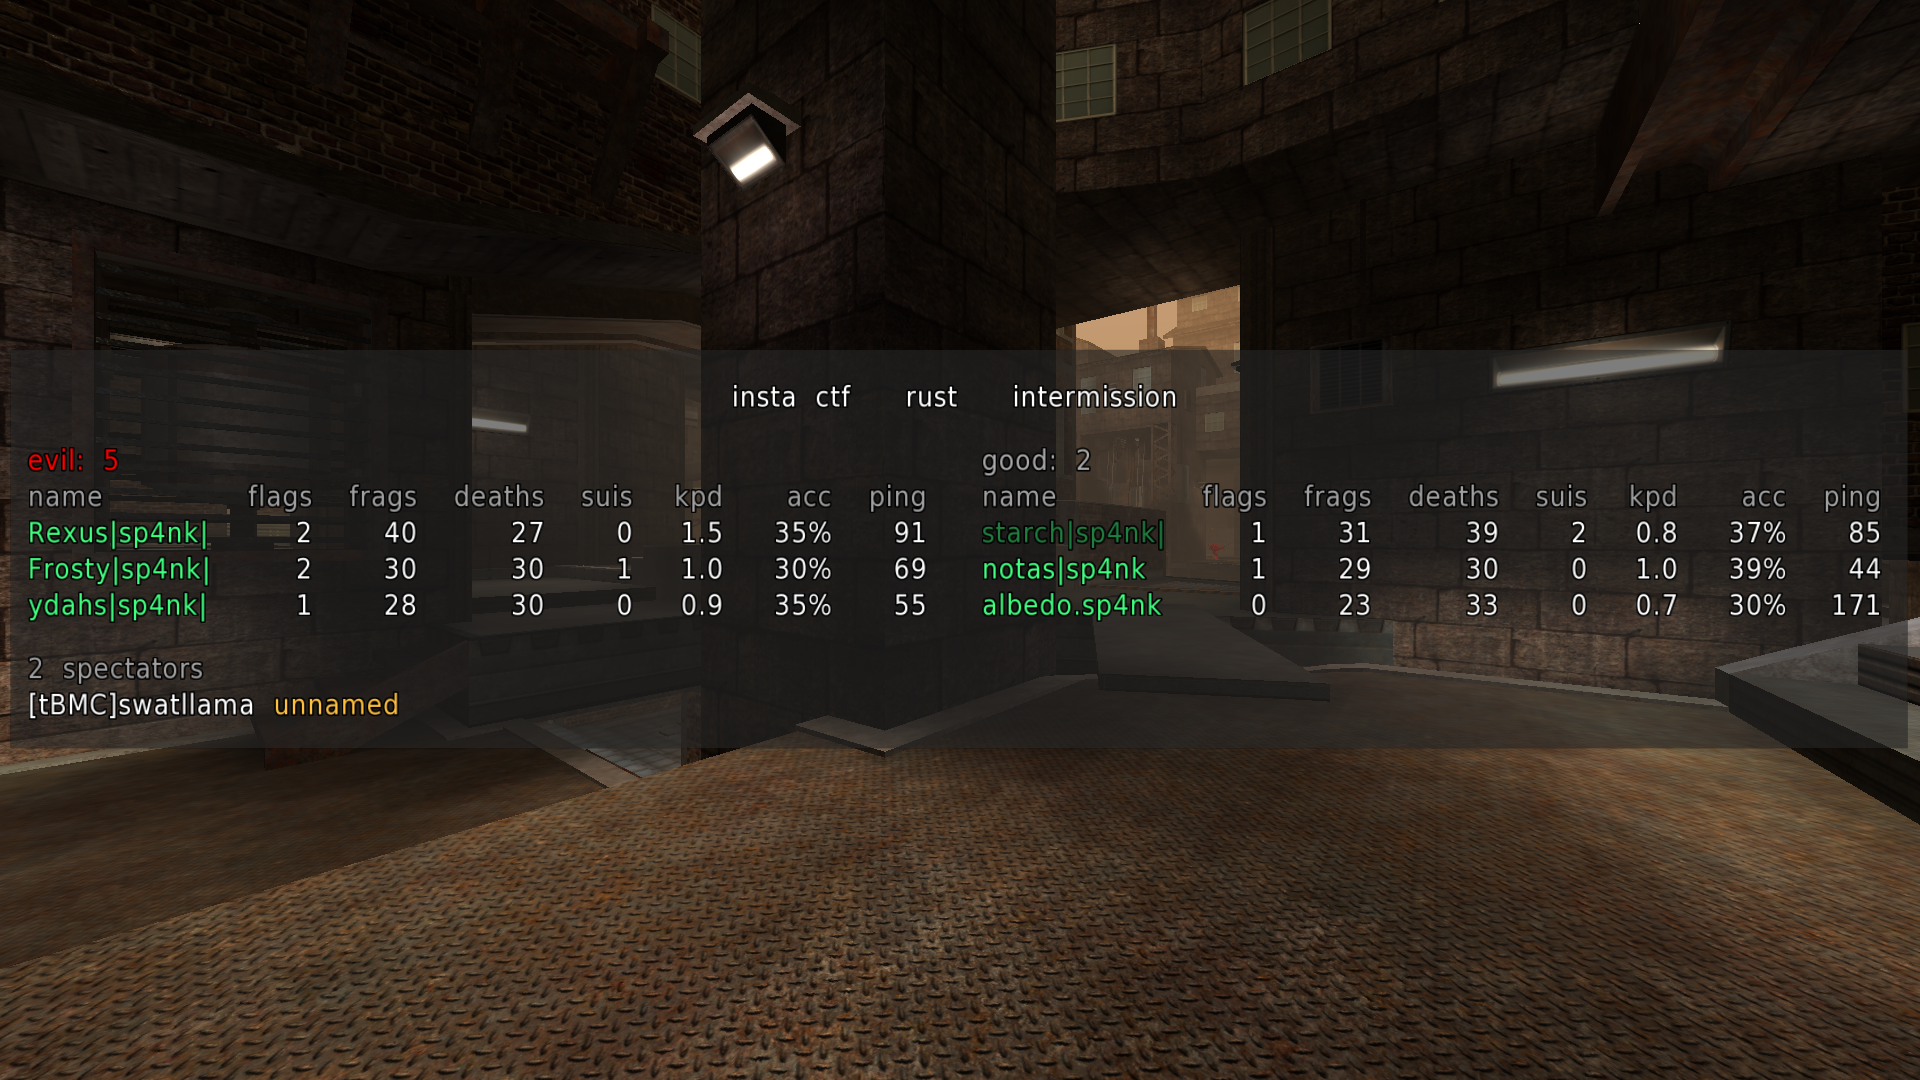 insta ctf rust intermission
evil: 5
name flags frags deaths suis kpd acc ping
Rexus|sp4nk| 2 40 27 0 1.5 35% 91
Frosty|sp4nk| 2 30 30 1 1.0 30% 69
ydahs|sp4nk| 1 28 30 0 0.9 35% 55
good: 2
name flags frags deaths suis kpd acc ping
starch|sp4nk| 1 31 39 2 0.8 37% 85
notas|sp4nk 1 29 30 0 1.0 39% 44
albedo.sp4nk 0 23 33 0 0.7 30% 171
2 spectators
[tBMC]swatllama unnamed